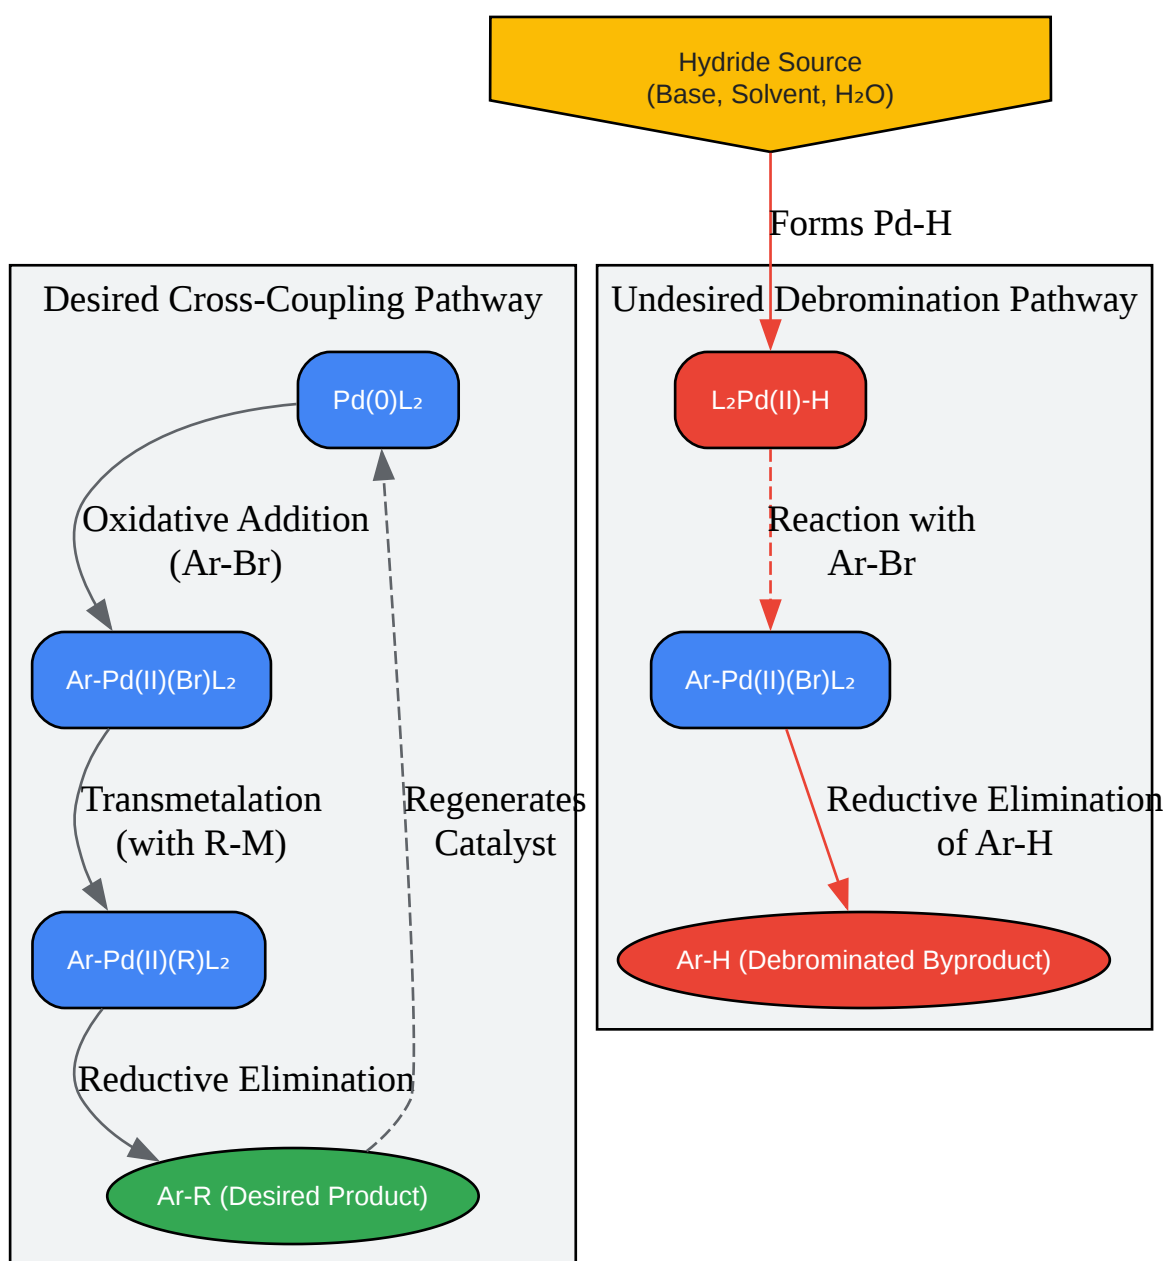 Hydride Source
(Base, Solvent, H₂O)
Forms Pd-H
Desired Cross-Coupling Pathway
Pd(0)L₂
Oxidative Addition
(Ar-Br)
Ar-Pd(II)(Br)L₂
Transmetalation
(with R-M)
Regenerates
Catalyst
Ar-Pd(II)(R)L₂
Reductive Elimination
Ar-R (Desired Product)
Undesired Debromination Pathway
L₂Pd(II)-H
Reaction with
Ar-Br
Ar-Pd(II)(Br)L₂
Reductive Elimination
of Ar-H
Ar-H (Debrominated Byproduct)